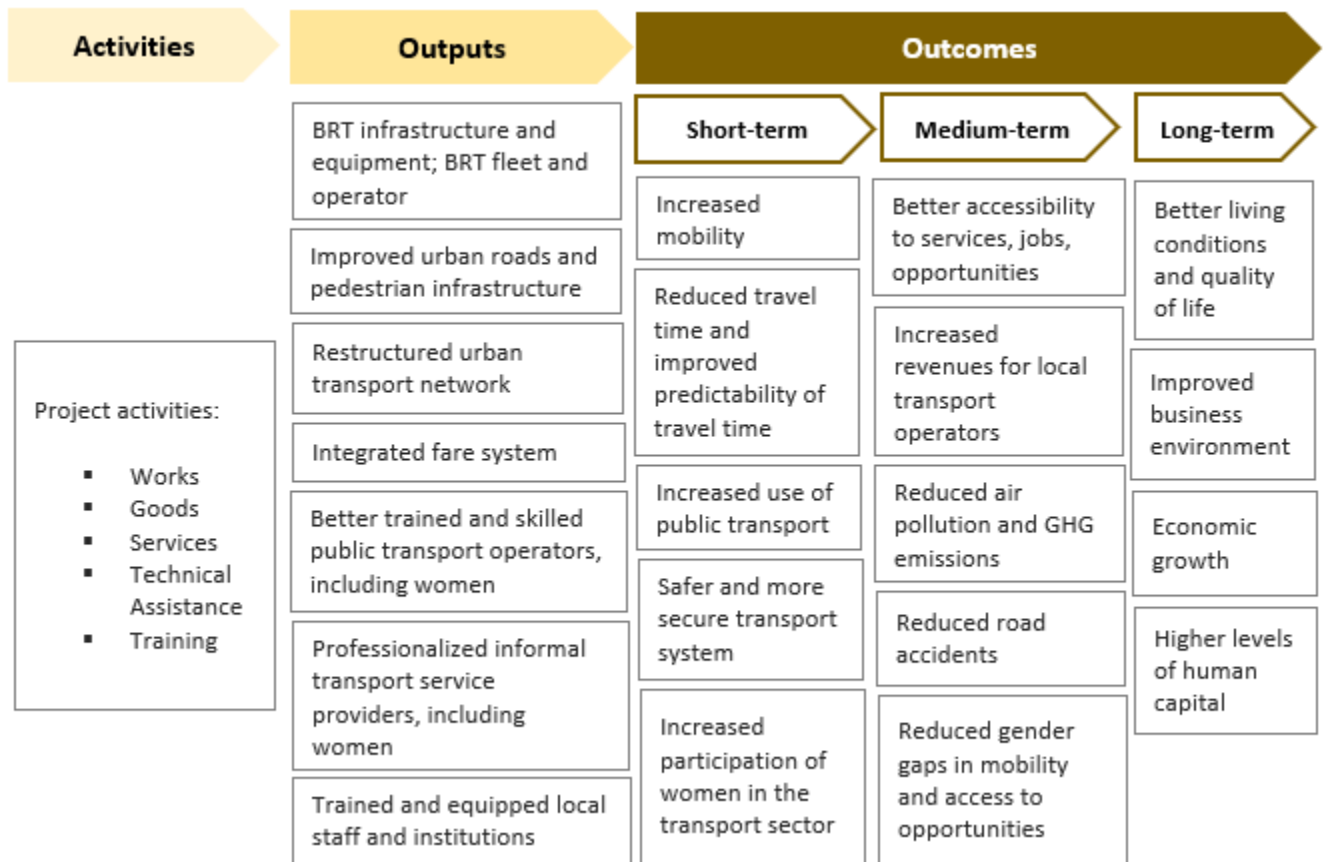 Activities
Outputs
Outcomes
Short-term
Medium-term
Long-term
Project activities:
▪ Works
▪ Goods
▪ Services
▪ Technical
Assistance
▪ Training
BRT infrastructure and
equipment; BRT fleet and
operator
Improved urban roads and
pedestrian infrastructure
Restructured urban
transport network
Integrated fare system
Better trained and skilled
public transport operators,
including women
Professionalized informal
transport service
providers, including
women
Trained and equipped local
staff and institutions
Increased
mobility
Reduced travel
time and
improved
predictability of
travel time
Increased use of
public transport
Safer and more
secure transport
system
Increased
participation of
women in the
transport sector
Better accessibility
to services, jobs,
opportunities
Increased
revenues for local
transport
operators
Reduced air
pollution and GHG
emissions
Reduced road
accidents
Reduced gender
gaps in mobility
and access to
opportunities
Better living
conditions
and quality
of life
Improved
business
environment
Economic
growth
Higher levels
of human
capital